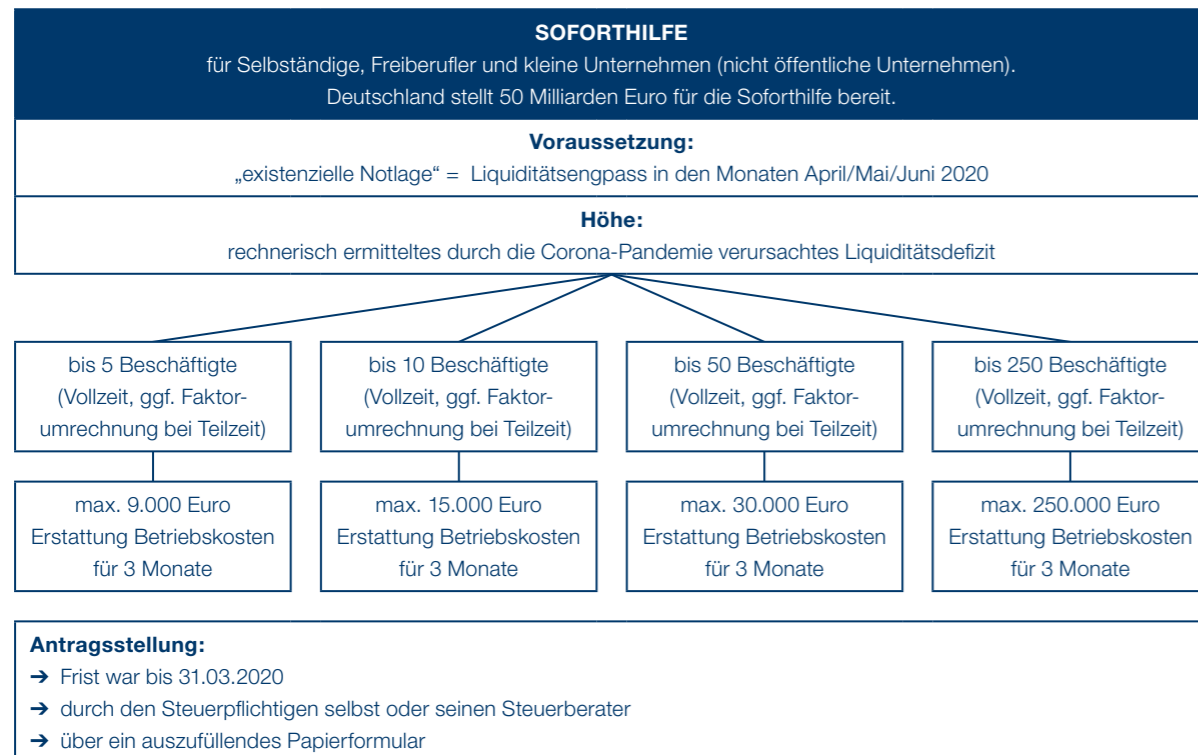 SOFORTHILFE
für Selbständige, Freiberufler und kleine Unternehmen (nicht öffentliche Unternehmen).
Deutschland stellt 50 Milliarden Euro für die Soforthilfe bereit.
Voraussetzung:
„existenzielle Notlage“ = Liquiditätsengpass in den Monaten April/Mai/Juni 2020
Höhe:
rechnerisch ermitteltes durch die Corona-Pandemie verursachtes Liquiditätsdefizit
bis 5 Beschäftigte
(Vollzeit, ggf. Faktor-
umrechnung bei Teilzeit)
bis 10 Beschäftigte
(Vollzeit, ggf. Faktor-
umrechnung bei Teilzeit)
bis 50 Beschäftigte
(Vollzeit, ggf. Faktor-
umrechnung bei Teilzeit)
bis 250 Beschäftigte
(Vollzeit, ggf. Faktor-
umrechnung bei Teilzeit)
max. 9.000 Euro
Erstattung Betriebskosten
für 3 Monate
max. 15.000 Euro
Erstattung Betriebskosten
für 3 Monate
max. 30.000 Euro
Erstattung Betriebskosten
für 3 Monate
max. 250.000 Euro
Erstattung Betriebskosten
für 3 Monate
Antragsstellung:
➔ Frist war bis 31.03.2020
➔ durch den Steuerpflichtigen selbst oder seinen Steuerberater
➔ über ein auszufüllendes Papierformular